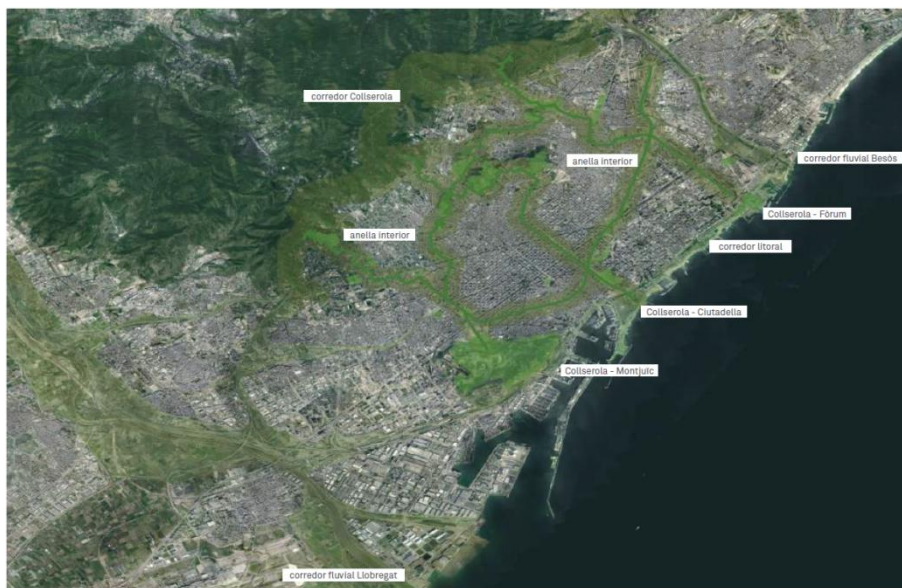 corredor Collserola
corredor fluvial Besòs
anella interior
Collserola - Fòrum
anella interior
corredor litoral
Collserola - Ciutadella
Collserola - Montjuïc
corredor fluvial Llobregat